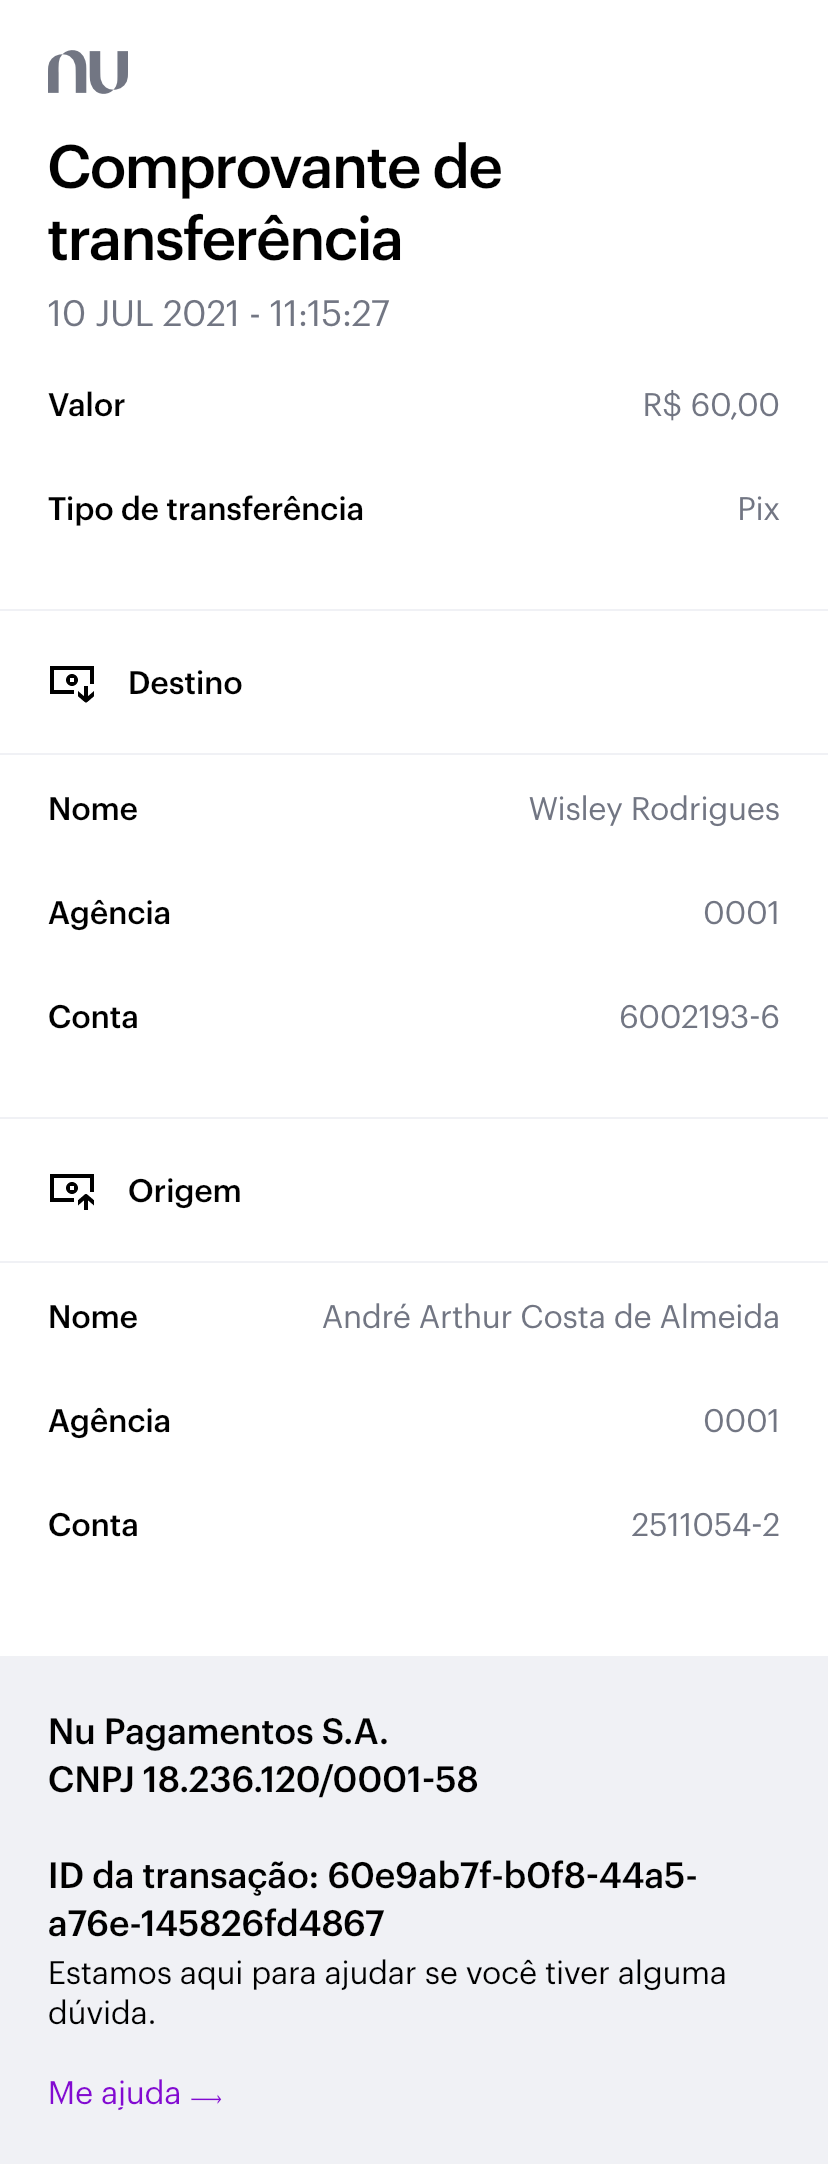 nu
Comprovante de
transferência
10 JUL 2021 - 11:15:27
Valor R$ 60,00
Tipo de transferência Pix
Destino
Nome Wisley Rodrigues
Agência 0001
Conta 6002193-6
Origem
Nome André Arthur Costa de Almeida
Agência 0001
Conta 2511054-2
Nu Pagamentos S.A.
CNPJ 18.236.120/0001-58
ID da transação: 60e9ab7f-b0f8-44a5-
a76e-145826fd4867
Estamos aqui para ajudar se você tiver alguma
dúvida.
Me ajuda →